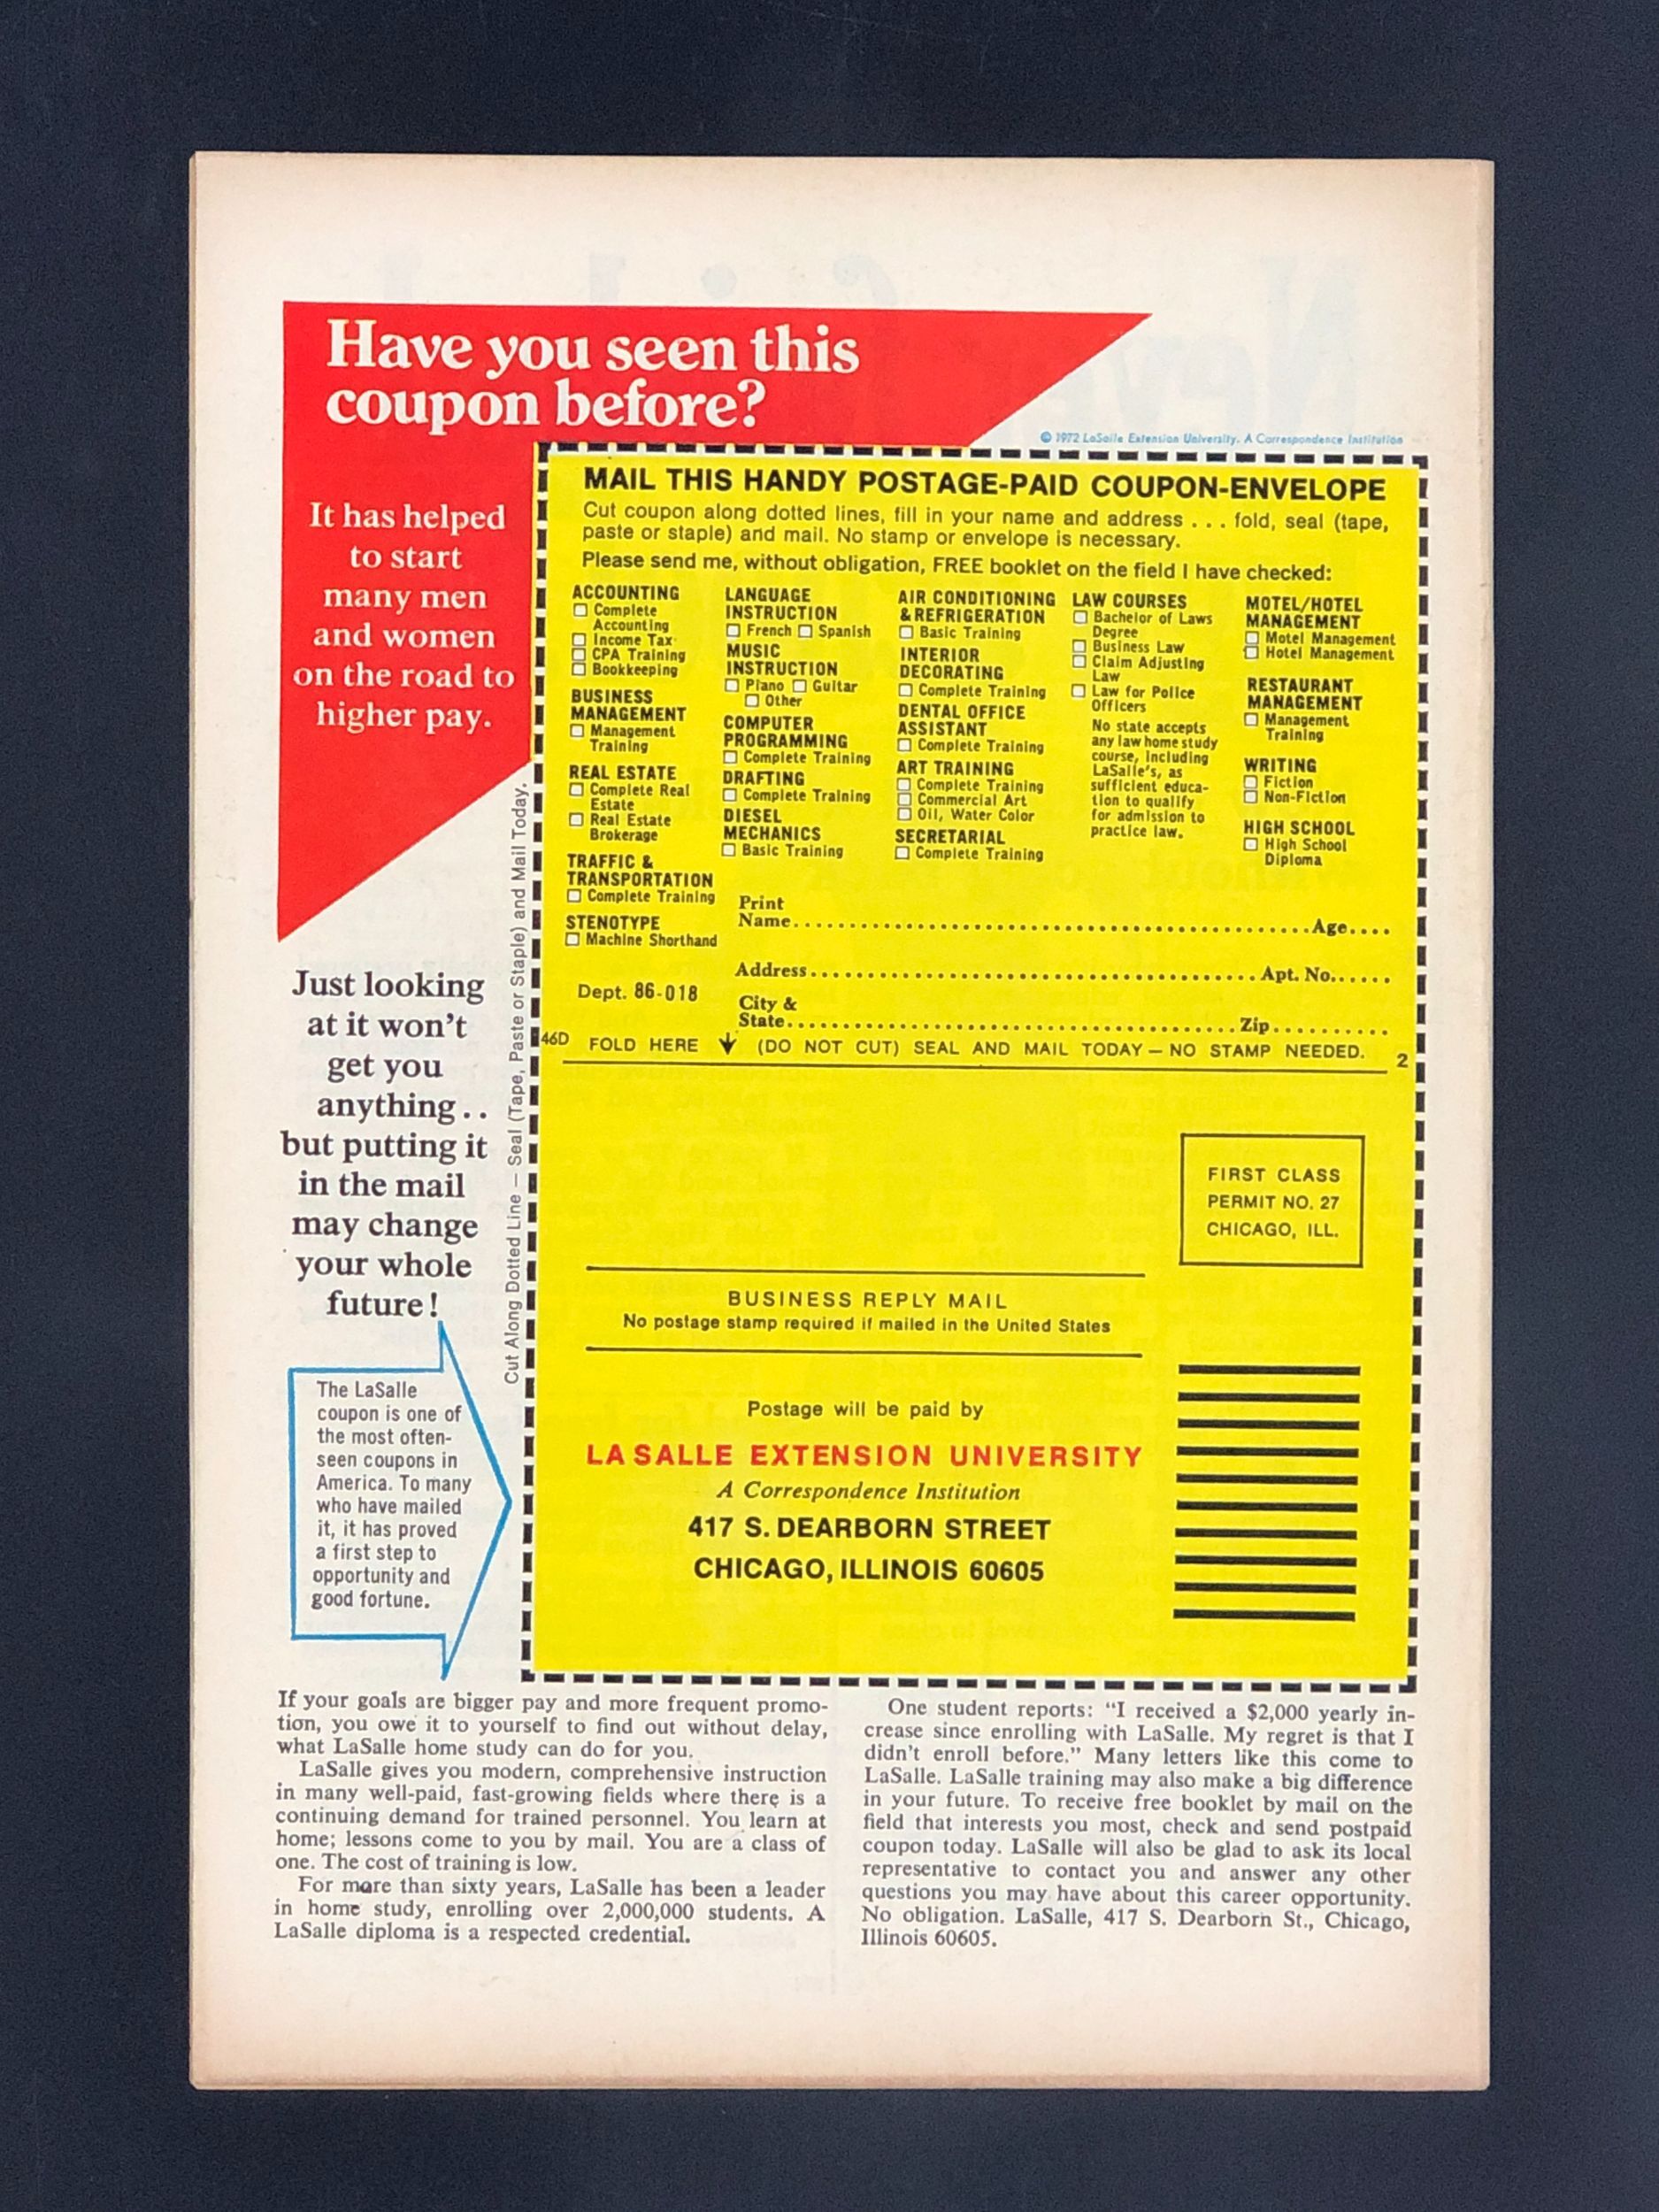 Have you seen this
coupon before?
© 1972 LaSalle Extension University. A Correspondence Institution
It has helped
to start
many men
and women
on the road to
higher pay.
Just looking
at it won't
get you
anything..
but putting it
in the mail
may change
your whole
future!
The LaSalle
coupon is one of
the most often-
seen coupons in
America. To many
who have mailed
it, it has proved
a first step to
opportunity and
good fortune.
Cut Along Dotted Line — Seal (Tape, Paste or Staple) and Mail Today.
MAIL THIS HANDY POSTAGE-PAID COUPON-ENVELOPE
Cut coupon along dotted lines, fill in your name and address . . . fold, seal (tape,
paste or staple) and mail. No stamp or envelope is necessary.
Please send me, without obligation, FREE booklet on the field I have checked:
ACCOUNTING
☐ Complete
Accounting
☐ Income Tax
☐ CPA Training
☐ Bookkeeping
BUSINESS
MANAGEMENT
☐ Management
Training
REAL ESTATE
☐ Complete Real
Estate
☐ Real Estate
Brokerage
TRAFFIC &
TRANSPORTATION
☐ Complete Training
STENOTYPE
☐ Machine Shorthand
LANGUAGE
INSTRUCTION
☐ French ☐ Spanish
MUSIC
INSTRUCTION
☐ Piano ☐ Guitar
☐ Other
COMPUTER
PROGRAMMING
☐ Complete Training
DRAFTING
☐ Complete Training
DIESEL
MECHANICS
☐ Basic Training
AIR CONDITIONING
& REFRIGERATION
☐ Basic Training
INTERIOR
DECORATING
☐ Complete Training
DENTAL OFFICE
ASSISTANT
☐ Complete Training
ART TRAINING
☐ Complete Training
☐ Commercial Art
☐ Oil, Water Color
SECRETARIAL
☐ Complete Training
LAW COURSES
☐ Bachelor of Laws
Degree
☐ Business Law
☐ Claim Adjusting
Law
☐ Law for Police
Officers
No state accepts
any law home study
course, including
LaSalle's, as
sufficient educa-
tion to qualify
for admission to
practice law.
MOTEL/HOTEL
MANAGEMENT
☐ Motel Management
☐ Hotel Management
RESTAURANT
MANAGEMENT
☐ Management
Training
WRITING
☐ Fiction
☐ Non-Fiction
HIGH SCHOOL
☐ High School
Diploma
Print
Name.......................................Age....
Address.......................................Apt. No......
Dept. 86-018
City &
State.......................................Zip..........
46D FOLD HERE ↓ (DO NOT CUT) SEAL AND MAIL TODAY — NO STAMP NEEDED. 2
FIRST CLASS
PERMIT NO. 27
CHICAGO, ILL.
BUSINESS REPLY MAIL
No postage stamp required if mailed in the United States
Postage will be paid by
LA SALLE EXTENSION UNIVERSITY
A Correspondence Institution
417 S. DEARBORN STREET
CHICAGO, ILLINOIS 60605
If your goals are bigger pay and more frequent promo-
tion, you owe it to yourself to find out without delay,
what LaSalle home study can do for you.
LaSalle gives you modern, comprehensive instruction
in many well-paid, fast-growing fields where there is a
continuing demand for trained personnel. You learn at
home; lessons come to you by mail. You are a class of
one. The cost of training is low.
For more than sixty years, LaSalle has been a leader
in home study, enrolling over 2,000,000 students. A
LaSalle diploma is a respected credential.
One student reports: "I received a $2,000 yearly in-
crease since enrolling with LaSalle. My regret is that I
didn't enroll before." Many letters like this come to
LaSalle. LaSalle training may also make a big difference
in your future. To receive free booklet by mail on the
field that interests you most, check and send postpaid
coupon today. LaSalle will also be glad to ask its local
representative to contact you and answer any other
questions you may have about this career opportunity.
No obligation. LaSalle, 417 S. Dearborn St., Chicago,
Illinois 60605.